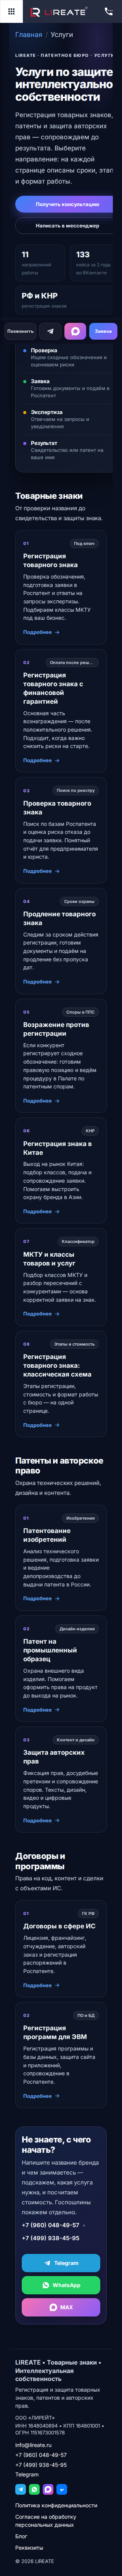 LIREATE®
Главная / Услуги
LIREATE · ПАТЕНТНОЕ БЮРО · УСЛУГИ
Услуги по защите
интеллектуальной
собственности
Регистрация товарных знаков,
патенты и защита авторских
прав — сопровождаем до
результата. Выберите
направление: на каждой
странице описаны сроки, этап
и формат работы.
Получить консультацию
Написать в мессенджер
11
направлений
работы
133
кейса за 2 года
из ВКонтакте
РФ и КНР
регистрация знаков
Позвонить
Заявка
Проверка
Ищем сходные обозначения и
оцениваем риски
Заявка
Готовим документы и подаём в
Роспатент
Экспертиза
Отвечаем на запросы и
уведомления
Результат
Свидетельство или патент на
ваше имя
Товарные знаки
От проверки названия до
свидетельства и защиты знака.
01
Под ключ
Регистрация
товарного знака
Проверка обозначения,
подготовка заявки в
Роспатент и ответы на
запросы экспертизы.
Подбираем классы МКТУ
под ваш бизнес.
Подробнее →
02
Оплата после реш…
Регистрация
товарного знака с
финансовой
гарантией
Основная часть
вознаграждения — после
положительного решения.
Подходит, когда важно
снизить риски на старте.
Подробнее →
03
Поиск по реестру
Проверка товарного
знака
Поиск по базам Роспатента
и оценка риска отказа до
подачи заявки. Понятный
отчёт для предпринимателя
и юриста.
Подробнее →
04
Сроки охраны
Продление товарного
знака
Следим за сроком действия
регистрации, готовим
документы и подаём на
продление без пропуска
дат.
Подробнее →
05
Споры в ППС
Возражение против
регистрации
Если конкурент
регистрирует сходное
обозначение: готовим
правовую позицию и ведём
процедуру в Палате по
патентным спорам.
Подробнее →
06
КНР
Регистрация знака в
Китае
Выход на рынок Китая:
подбор классов, подача и
сопровождение.
Помогаем выстроить
охрану бренда в Азии.
Подробнее →
07
Классификатор
МКТУ и классы
товаров и услуг
Подбор классов МКТУ и
разбор пересечений с
конкурентами — основа
корректной заявки на знак.
Подробнее →
08
Этапы и стоимость
Регистрация
товарного знака:
классическая схема
Этапы регистрации,
стоимость и формат работы
с бюро — на одной
странице.
Подробнее →
Патенты и авторское
право
Охрана технических решений,
дизайна и контента.
01
Изобретения
Патентование
изобретений
Анализ технического
решения, подготовка заявки
и ведение
делопроизводства до
выдачи патента в России.
Подробнее →
02
Дизайн изделия
Патент на
промышленный
образец
Охрана внешнего вида
изделия. Помогаем
оформить права на продукт
до выхода на рынок.
Подробнее →
03
Контент и дизайн
Защита авторских
прав
Фиксация прав, досудебные
претензии и сопровождение
споров. Тексты, дизайн,
видео и цифровые
продукты.
Подробнее →
Договоры и
программы
Права на код, контент и сделки
с объектами ИС.
01
ГК РФ
Договоры в сфере ИС
Лицензия, франчайзинг,
отчуждение, авторский
заказ и регистрация
распоряжений в
Роспатенте.
Подробнее →
02
ПО и БД
Регистрация
программ для ЭВМ
Регистрация программы и
базы данных, защита сайта
и приложений,
сопровождение в
Роспатенте.
Подробнее →
Не знаете, с чего
начать?
Напишите название бренда
и чем занимаетесь —
подскажем, какая услуга
нужна, и посчитаем
стоимость. Госпошлины
поясняем отдельно.
+7 (960) 048-49-57 ·
+7 (499) 938-45-95
Telegram
WhatsApp
MAX
LIREATE • Товарные знаки •
Интеллектуальная
собственность
Регистрация и защита товарных
знаков, патентов и авторских
прав.
ООО «ЛИРЕЙТ»
ИНН 1648040894 • КПП 164801001 •
ОГРН 1151673001578
info@lireate.ru
+7 (960) 048-49-57
+7 (499) 938-45-95
Telegram
Политика конфиденциальности
Согласие на обработку
персональных данных
Блог
Реквизиты
© 2026 LIREATE